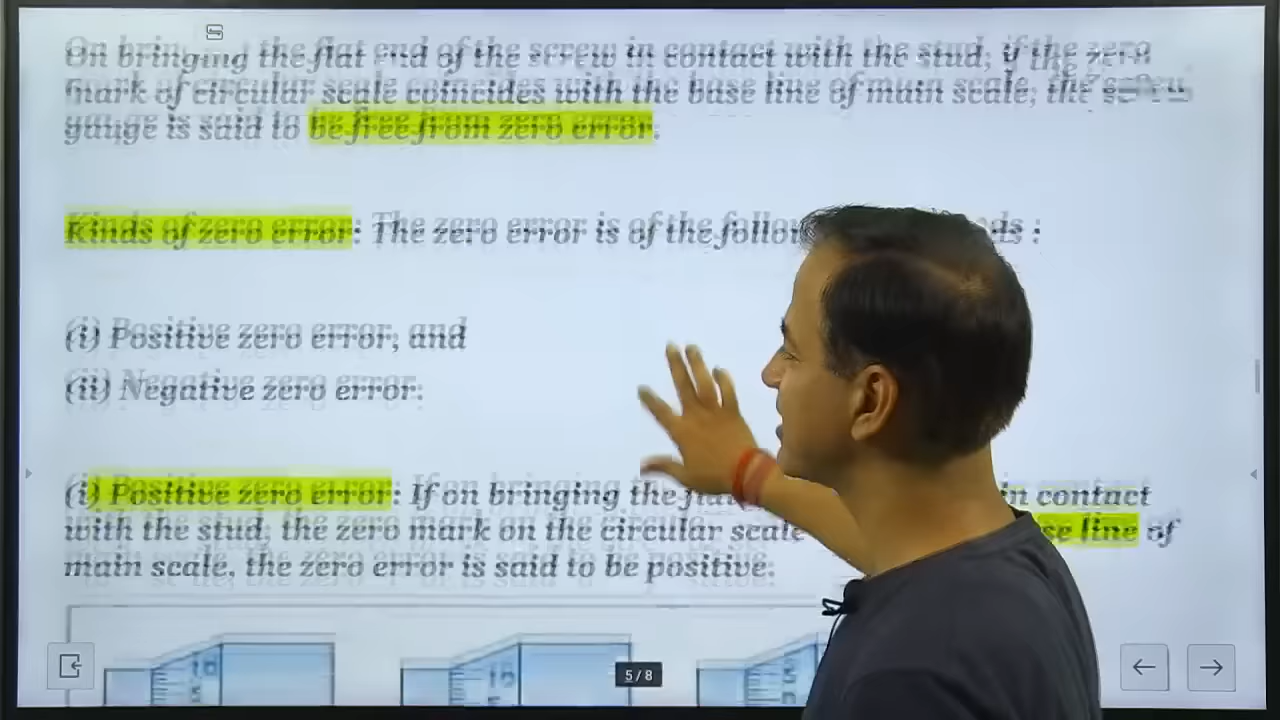 On bringing the flat end of the screw in contact with the stud, if the zero
mark of circular scale coincides with the base line of main scale, the screw
gauge is said to be free from zero error.
Kinds of zero error: The zero error is of the ds :
(i) Positive zero error, and
(ii) Negative zero error.
(i) Positive zero error: If on bringing the in contact
with the stud, the zero mark on the circular scale se line of
main scale, the zero error is said to be positive.
5 / 8